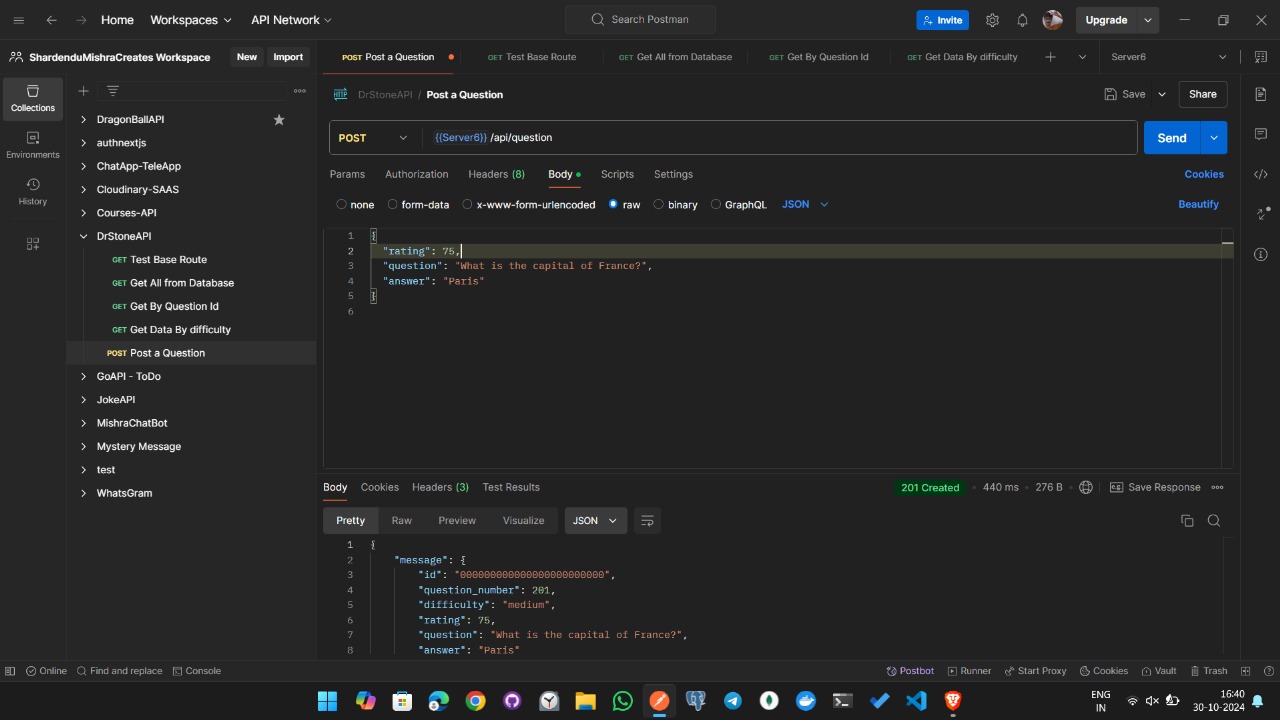 Home Workspaces API Network Search Postman Invite Upgrade
ShardenduMishraCreates Workspace New Import POST Post a Question GET Test Base Route GET Get All from Database GET Get By Question Id GET Get Data By difficulty Server6
Collections
Environments
History
DragonBallAPI
authnextjs
ChatApp-TeleApp
Cloudinary-SAAS
Courses-API
DrStoneAPI
GET Test Base Route
GET Get All from Database
GET Get By Question Id
GET Get Data By difficulty
POST Post a Question
GoAPI - ToDo
JokeAPI
MishraChatBot
Mystery Message
test
WhatsGram
HTTP DrStoneAPI / Post a Question Save Share
POST {{Server6}} /api/question Send
Params Authorization Headers (8) Body Scripts Settings Cookies
none form-data x-www-form-urlencoded raw binary GraphQL JSON Beautify
1 {
2 "rating": 75,
3 "question": "What is the capital of France?",
4 "answer": "Paris"
5 }
6
Body Cookies Headers (3) Test Results 201 Created 440 ms 276 B Save Response
Pretty Raw Preview Visualize JSON
1 {
2 "message": {
3 "id": "000000000000000000000000",
4 "question_number": 201,
5 "difficulty": "medium",
6 "rating": 75,
7 "question": "What is the capital of France?",
8 "answer": "Paris"
Online Find and replace Console Postbot Runner Start Proxy Cookies Vault Trash
ENG
IN
16:40
30-10-2024